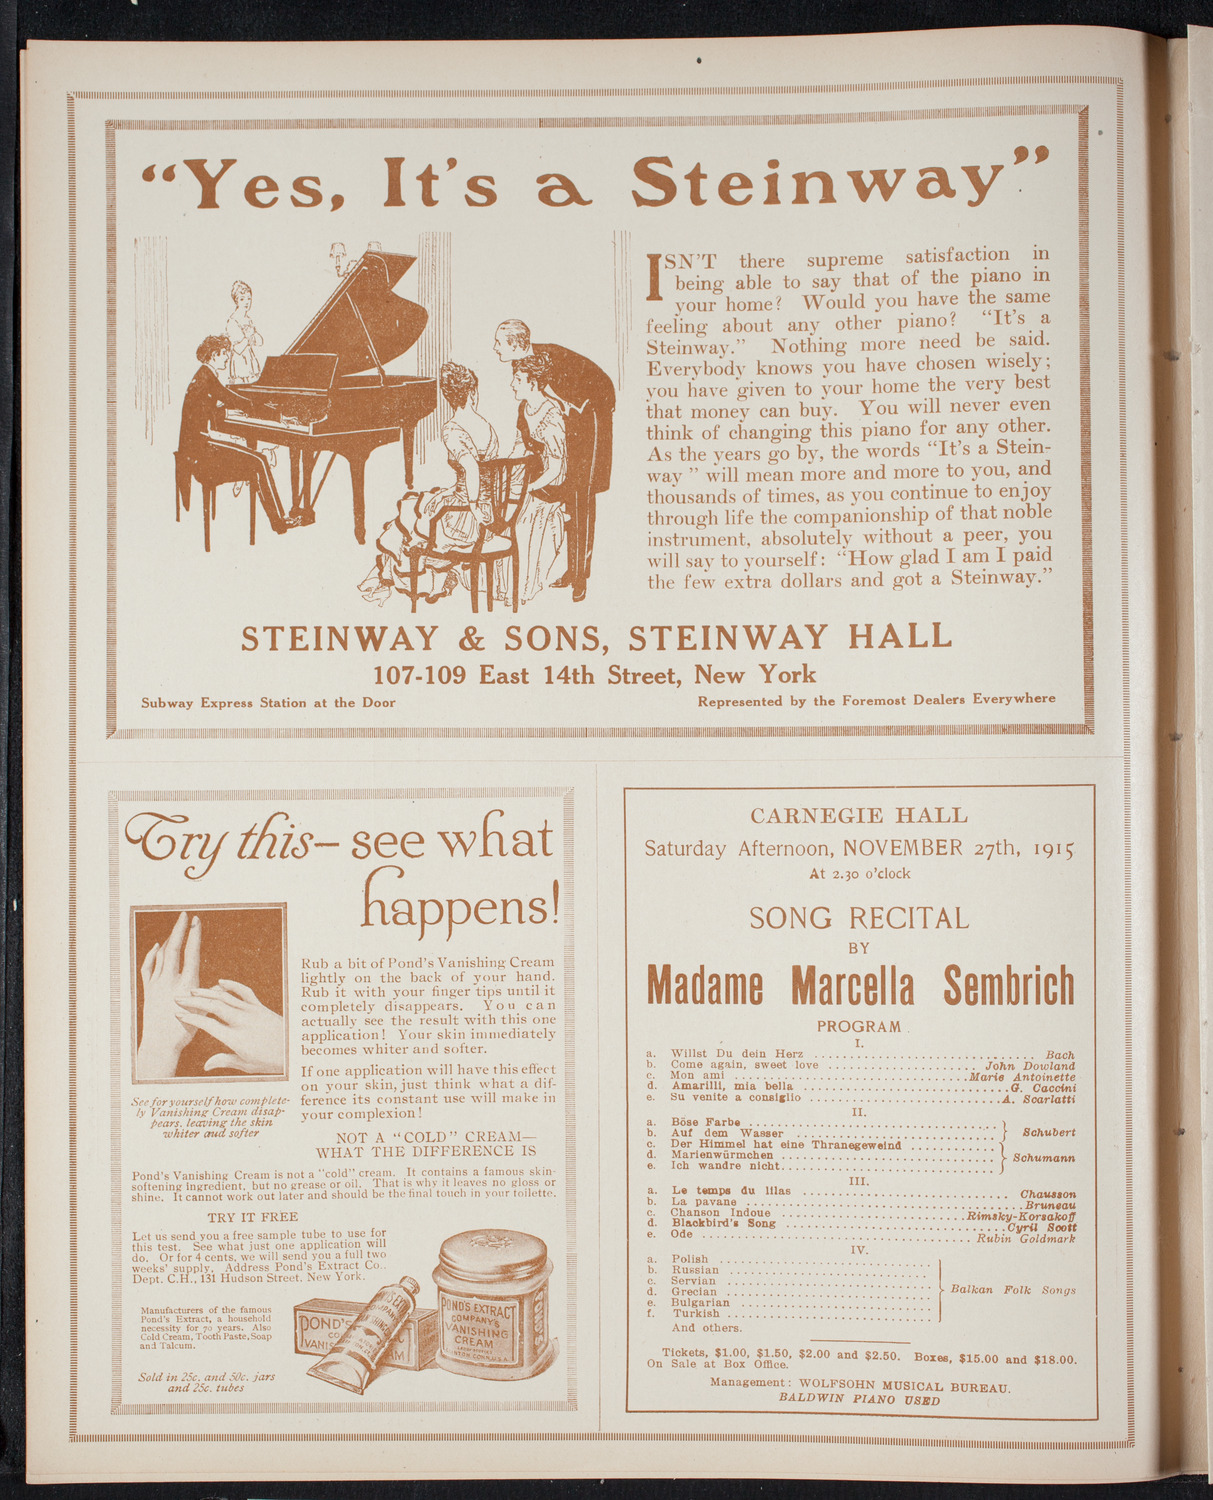 “Yes, It's a Steinway”
ISN'T there supreme satisfaction in
being able to say that of the piano in
your home? Would you have the same
feeling about any other piano? “It's a
Steinway.” Nothing more need be said.
Everybody knows you have chosen wisely;
you have given to your home the very best
that money can buy. You will never even
think of changing this piano for any other.
As the years go by, the words “It's a Stein-
way ” will mean more and more to you, and
thousands of times, as you continue to enjoy
through life the companionship of that noble
instrument, absolutely without a peer, you
will say to yourself: “How glad I am I paid
the few extra dollars and got a Steinway.”
STEINWAY & SONS, STEINWAY HALL
107-109 East 14th Street, New York
Subway Express Station at the Door
Represented by the Foremost Dealers Everywhere
Try this—see what
happens!
Rub a bit of Pond's Vanishing Cream
lightly on the back of your hand.
Rub it with your finger tips until it
completely disappears. You can
actually see the result with this one
application! Your skin immediately
becomes whiter and softer.
If one application will have this effect
on your skin, just think what a dif-
ference its constant use will make in
your complexion!
See for yourself how complete-
ly Vanishing Cream disap-
pears, leaving the skin
whiter and softer
NOT A “COLD” CREAM—
WHAT THE DIFFERENCE IS
Pond's Vanishing Cream is not a “cold” cream. It contains a famous skin-
softening ingredient, but no grease or oil. That is why it leaves no gloss or
shine. It cannot work out later and should be the final touch in your toilette.
TRY IT FREE
Let us send you a free sample tube to use for
this test. See what just one application will
do. Or for 4 cents, we will send you a full two
weeks' supply. Address Pond's Extract Co.,
Dept. C.H., 131 Hudson Street, New York.
Manufacturers of the famous
Pond's Extract, a household
necessity for 70 years. Also
Cold Cream, Tooth Paste, Soap
and Talcum.
Sold in 25c. and 50c. jars
and 25c. tubes
POND'S
POND'S EXTRACT
COMPANY'S
VANISHING
CREAM
CARNEGIE HALL
Saturday Afternoon, NOVEMBER 27th, 1915
At 2.30 o'clock
SONG RECITAL
BY
Madame Marcella Sembrich
PROGRAM
I.
a. Willst Du dein Herz ........ Bach
b. Come again, sweet love ........ John Dowland
c. Mon ami ........ Marie Antoinette
d. Amarilli, mia bella ........ G. Caccini
e. Su venite a consiglio ........ A. Scarlatti
II.
a. Böse Farbe ........
b. Auf dem Wasser ........ } Schubert
c. Der Himmel hat eine Thranegeweind ........
d. Marienwürmchen ........ } Schumann
e. Ich wandre nicht ........
III.
a. Le temps du lilas ........ Chausson
b. La pavane ........ Bruneau
c. Chanson Indoue ........ Rimsky-Korsakoff
d. Blackbird's Song ........ Cyril Scott
e. Ode ........ Rubin Goldmark
IV.
a. Polish ........
b. Russian ........
c. Servian ........
d. Grecian ........ } Balkan Folk Songs
e. Bulgarian ........
f. Turkish ........
And others.
Tickets, $1.00, $1.50, $2.00 and $2.50. Boxes, $15.00 and $18.00.
On Sale at Box Office.
Management: WOLFSOHN MUSICAL BUREAU.
BALDWIN PIANO USED